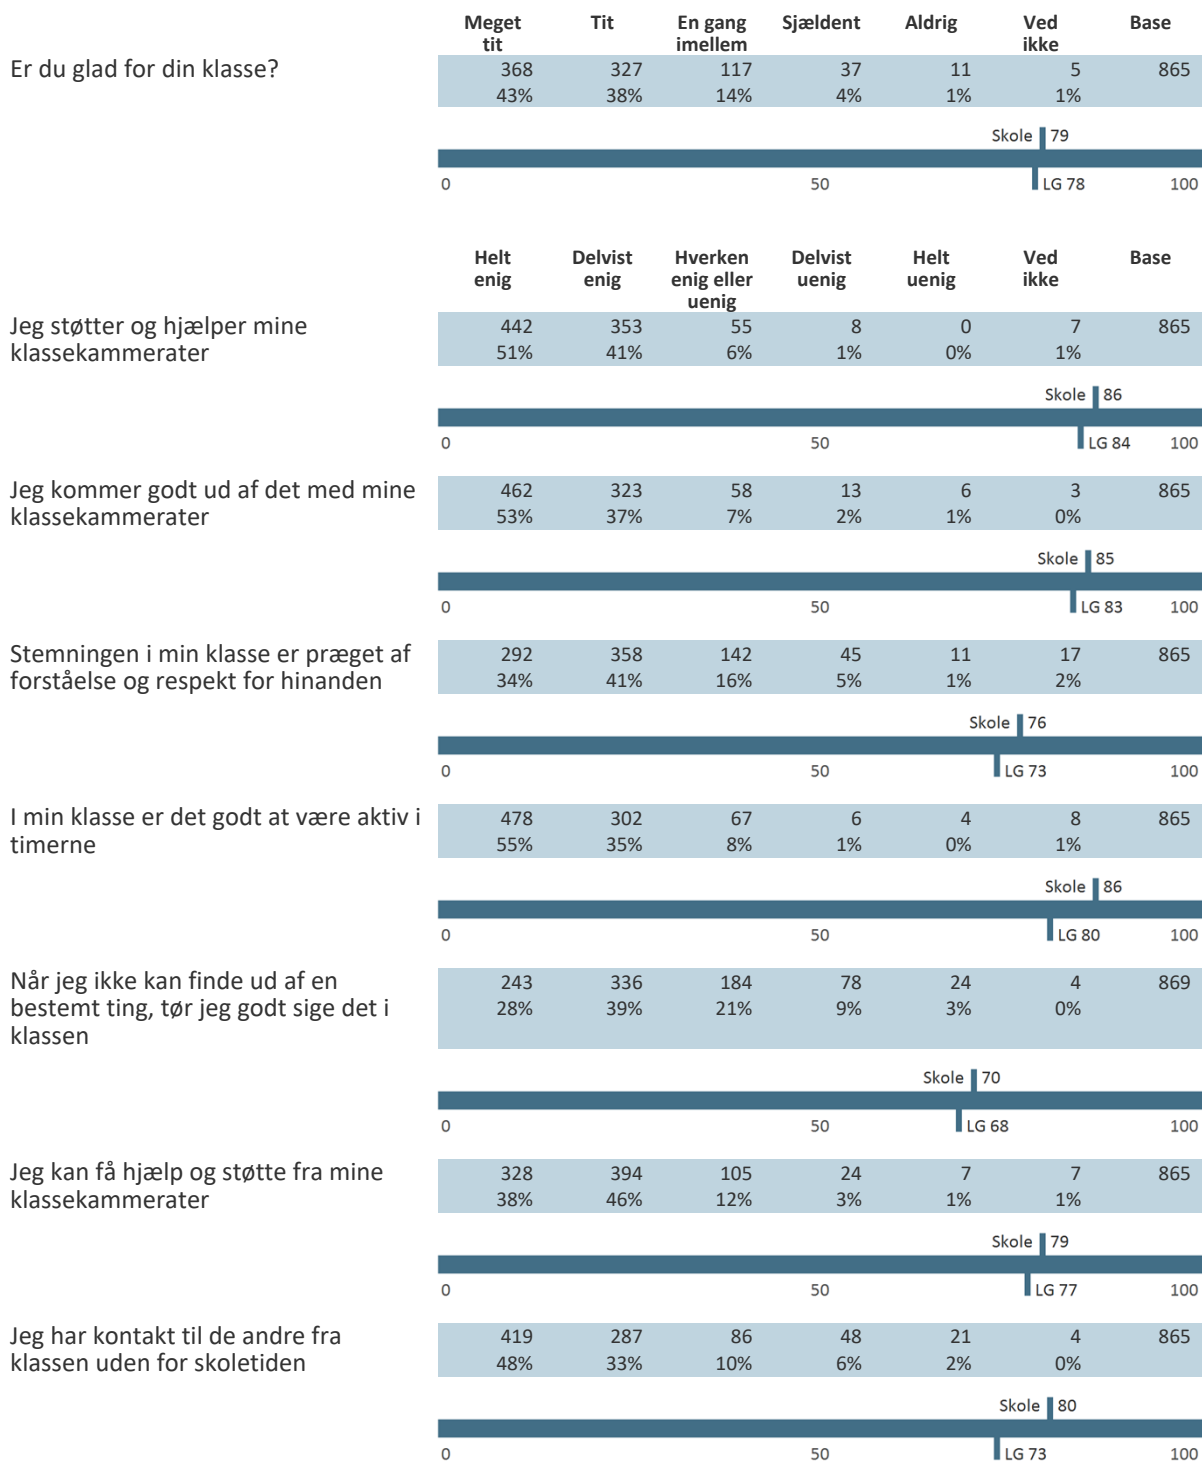 Meget tit Tit En gang imellem Sjældent Aldrig Ved ikke Base
Er du glad for din klasse? 368 327 117 37 11 5 865
43% 38% 14% 4% 1% 1%
Skole 79
0 50 LG 78 100
Helt enig Delvist enig Hverken enig eller uenig Delvist uenig Helt uenig Ved ikke Base
Jeg støtter og hjælper mine 442 353 55 8 0 7 865
klassekammerater 51% 41% 6% 1% 0% 1%
Skole 86
0 50 LG 84 100
Jeg kommer godt ud af det med mine 462 323 58 13 6 3 865
klassekammerater 53% 37% 7% 2% 1% 0%
Skole 85
0 50 LG 83 100
Stemningen i min klasse er præget af 292 358 142 45 11 17 865
forståelse og respekt for hinanden 34% 41% 16% 5% 1% 2%
Skole 76
0 50 LG 73 100
I min klasse er det godt at være aktiv i 478 302 67 6 4 8 865
timerne 55% 35% 8% 1% 0% 1%
Skole 86
0 50 LG 80 100
Når jeg ikke kan finde ud af en 243 336 184 78 24 4 869
bestemt ting, tør jeg godt sige det i 28% 39% 21% 9% 3% 0%
klassen
Skole 70
0 50 LG 68 100
Jeg kan få hjælp og støtte fra mine 328 394 105 24 7 7 865
klassekammerater 38% 46% 12% 3% 1% 1%
Skole 79
0 50 LG 77 100
Jeg har kontakt til de andre fra 419 287 86 48 21 4 865
klassen uden for skoletiden 48% 33% 10% 6% 2% 0%
Skole 80
0 50 LG 73 100